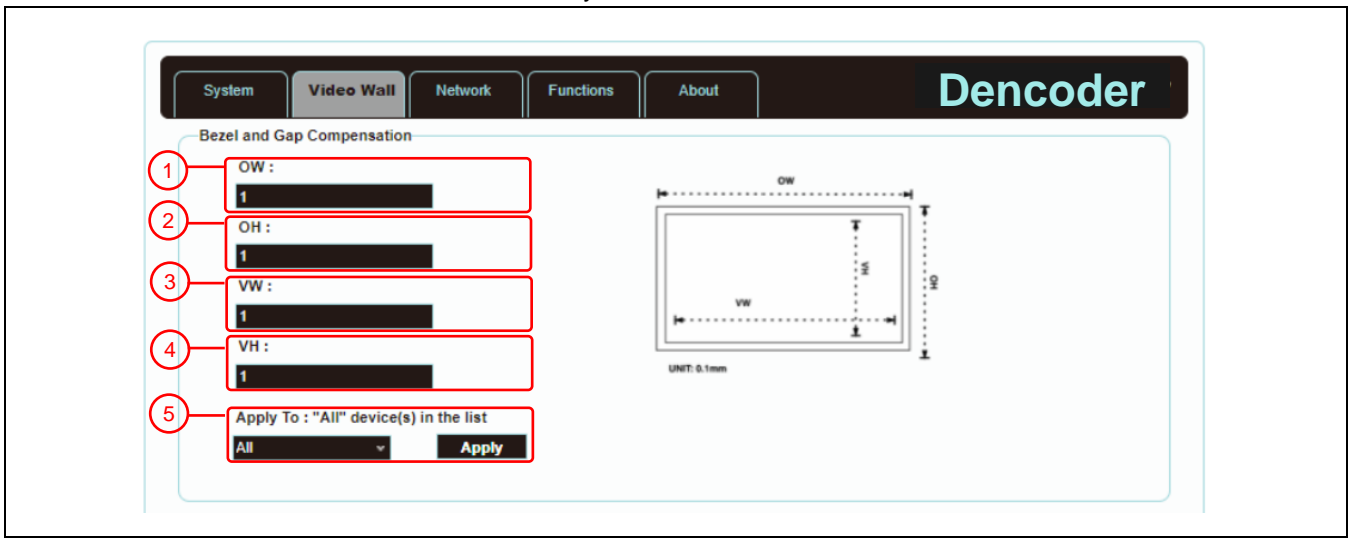 System Video Wall Network Functions About Dencoder
Bezel and Gap Compensation
1 OW :
1
2 OH :
1
3 VW :
1
4 VH :
1
5 Apply To : "All" device(s) in the list
All Apply
OW
VH
OH
VW
UNIT: 0.1mm